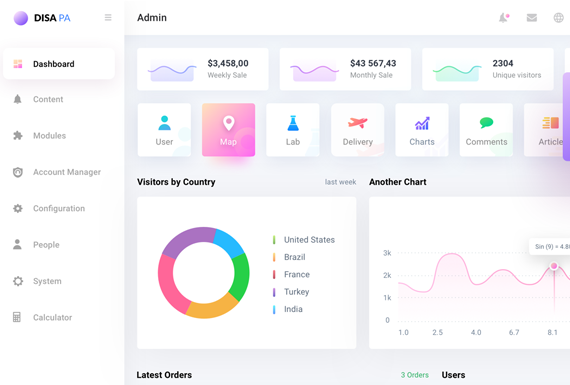 DISA PA
Admin
Dashboard
Content
Modules
Account Manager
Configuration
People
System
Calculator
$3,458,00
Weekly Sale
$43 567,43
Monthly Sale
2304
Unique visitors
User
Map
Lab
Delivery
Charts
Comments
Article
Visitors by Country
last week
United States
Brazil
France
Turkey
India
Another Chart
Sin (9) = 4.8
3k
2k
1k
0
1.0
2.5
4.0
6.7
8.1
Latest Orders
3 Orders
Users